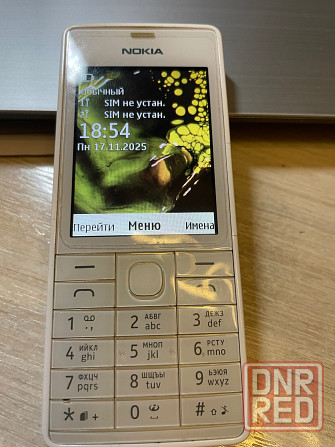 NOKIA
Обычный
SIM не устан.
SIM не устан.
18:54
Пн 17.11.2025
Перейти Меню Имена
1 2 АБВГ abc 3 ДЕЖЗ def
4 ИЙКЛ ghi 5 МНОП jkl 6 РСТУ mno
7 ФХЦЧ pqrs 8 ШЩЪЫ tuv 9 ЬЭЮЯ wxyz
* + 0 #
DNR
RED